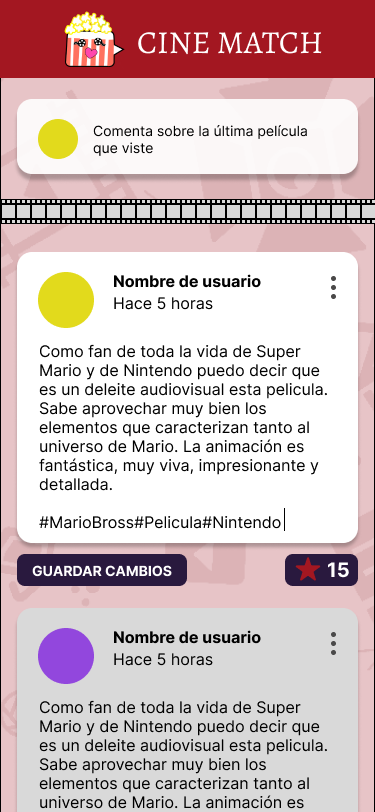 CINE MATCH
Comenta sobre la última película
que viste
Nombre de usuario
Hace 5 horas
Como fan de toda la vida de Super
Mario y de Nintendo puedo decir que
es un deleite audiovisual esta pelicula.
Sabe aprovechar muy bien los
elementos que caracterizan tanto al
universo de Mario. La animación es
fantástica, muy viva, impresionante y
detallada.
#MarioBross#Pelicula#Nintendo
GUARDAR CAMBIOS
15
Nombre de usuario
Hace 5 horas
Como fan de toda la vida de Super
Mario y de Nintendo puedo decir que
es un deleite audiovisual esta pelicula.
Sabe aprovechar muy bien los
elementos que caracterizan tanto al
universo de Mario. La animación es